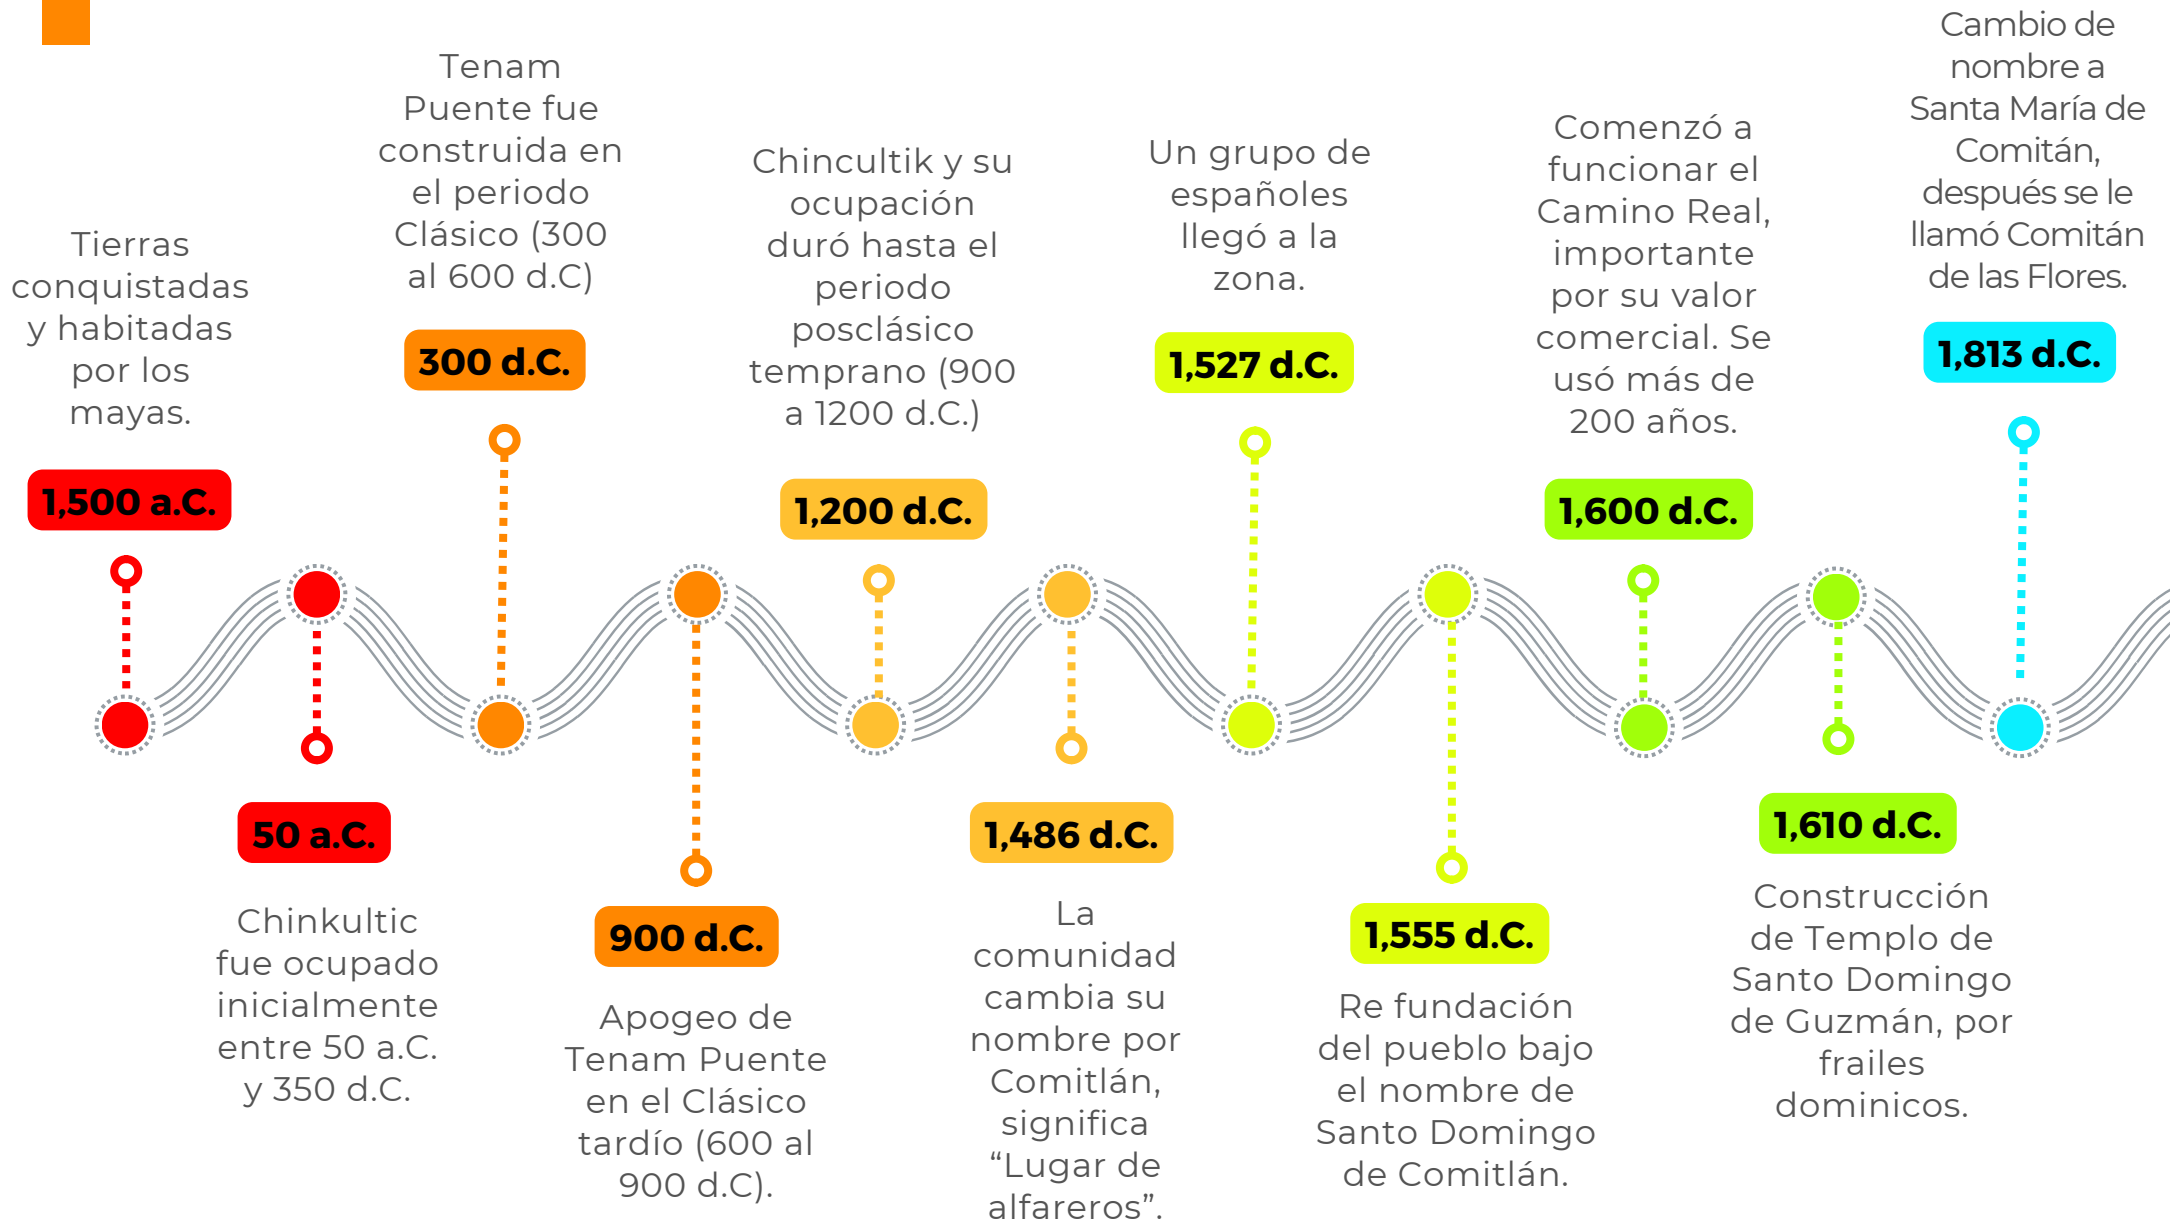 Tierras
conquistadas
y habitadas
por los
mayas.
1,500 a.C.
50 a.C.
Chinkultic
fue ocupado
inicialmente
entre 50 a.C.
y 350 d.C.
Tenam
Puente fue
construida en
el periodo
Clásico (300
al 600 d.C)
300 d.C.
900 d.C.
Apogeo de
Tenam Puente
en el Clásico
tardío (600 al
900 d.C).
Chincultik y su
ocupación
duró hasta el
periodo
posclásico
temprano (900
a 1200 d.C.)
1,200 d.C.
1,486 d.C.
La
comunidad
cambia su
nombre por
Comitlán,
significa
“Lugar de
alfareros”.
Un grupo de
españoles
llegó a la
zona.
1,527 d.C.
1,555 d.C.
Re fundación
del pueblo bajo
el nombre de
Santo Domingo
de Comitlán.
Comenzó a
funcionar el
Camino Real,
importante
por su valor
comercial. Se
usó más de
200 años.
1,600 d.C.
1,610 d.C.
Construcción
de Templo de
Santo Domingo
de Guzmán, por
frailes
dominicos.
Cambio de
nombre a
Santa María de
Comitán,
después se le
llamó Comitán
de las Flores.
1,813 d.C.